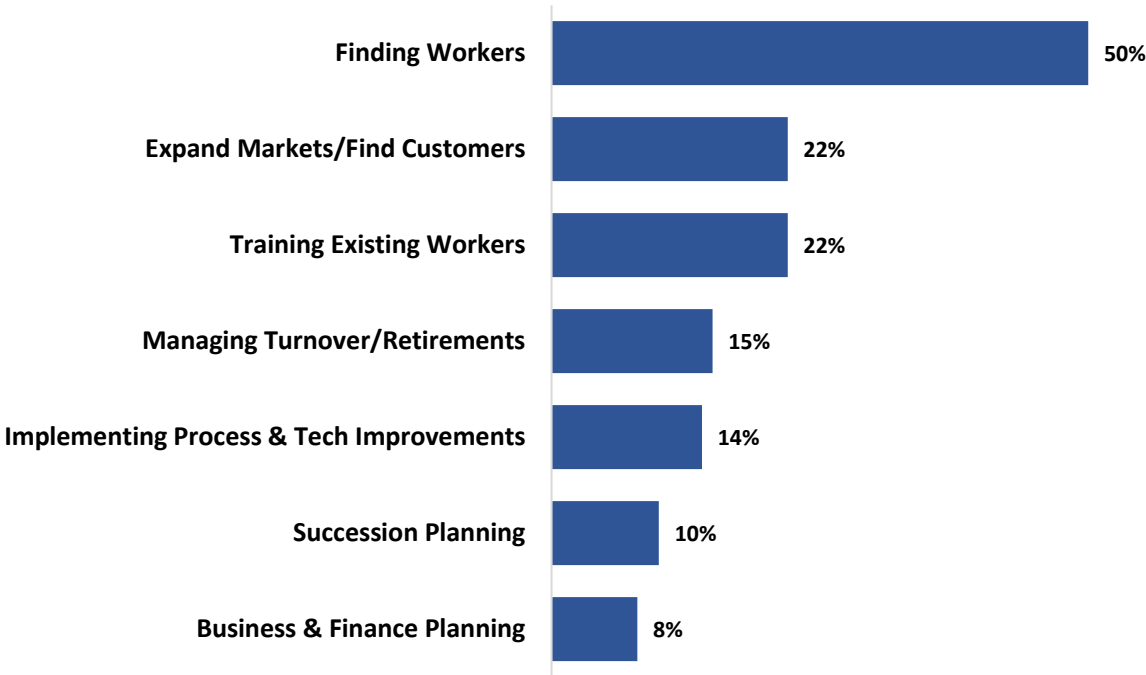 Finding Workers 50%
Expand Markets/Find Customers 22%
Training Existing Workers 22%
Managing Turnover/Retirements 15%
Implementing Process & Tech Improvements 14%
Succession Planning 10%
Business & Finance Planning 8%